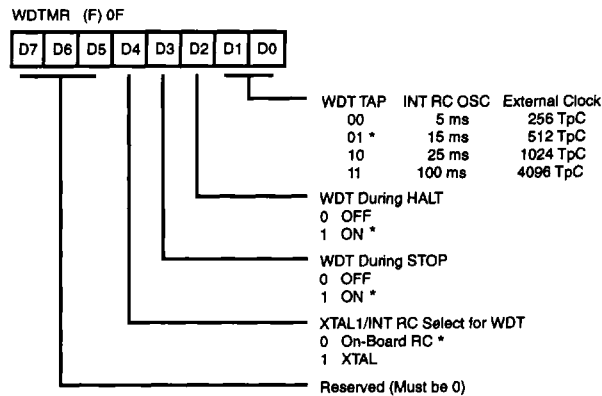 WDTMR (F) 0F
D7 D6 D5 D4 D3 D2 D1 D0
WDT TAP INT RC OSC External Clock
00 5 ms 256 TpC
01 * 15 ms 512 TpC
10 25 ms 1024 TpC
11 100 ms 4096 TpC
WDT During HALT
0 OFF
1 ON *
WDT During STOP
0 OFF
1 ON *
XTAL1/INT RC Select for WDT
0 On-Board RC *
1 XTAL
Reserved (Must be 0)